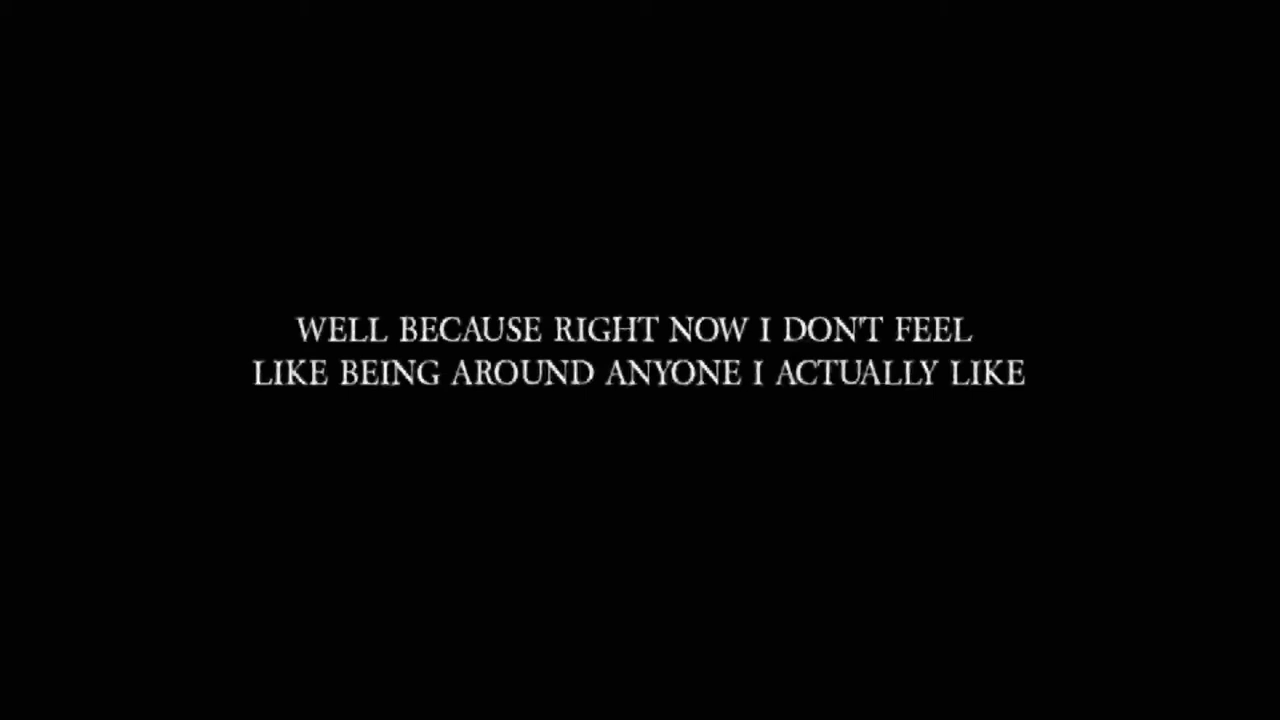 WELL BECAUSE RIGHT NOW I DON'T FEEL
LIKE BEING AROUND ANYONE I ACTUALLY LIKE